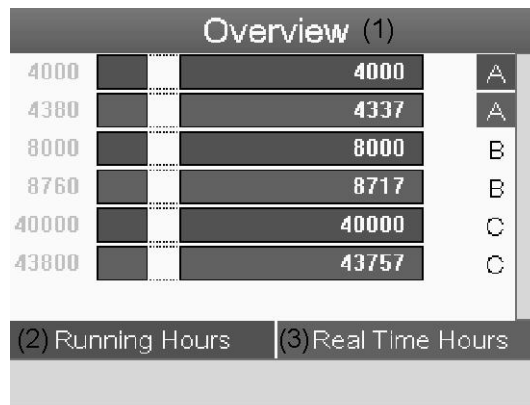 Overview (1)
4000 4000 A
4380 4337 A
8000 8000 B
8760 8717 B
40000 40000 C
43800 43757 C
(2) Running Hours (3) Real Time Hours